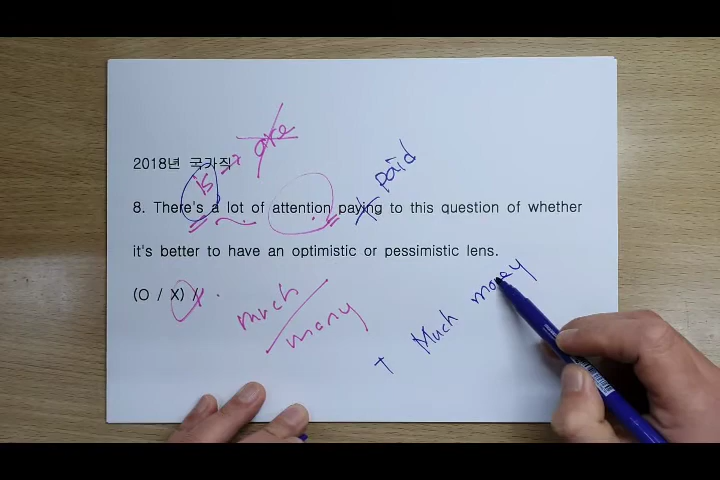 is → are
2018년 국가직
paid
8. There's a lot of attention paying to this question of whether
it's better to have an optimistic or pessimistic lens.
(O / X) X
much
many
Much money